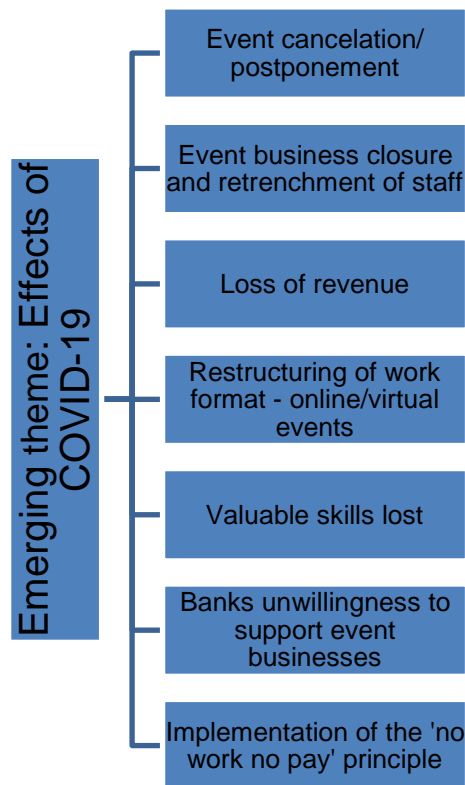 Emerging theme: Effects of
COVID-19
Event cancelation/
postponement
Event business closure
and retrenchment of staff
Loss of revenue
Restructuring of work
format - online/virtual
events
Valuable skills lost
Banks unwillingness to
support event
businesses
Implementation of the 'no
work no pay' principle